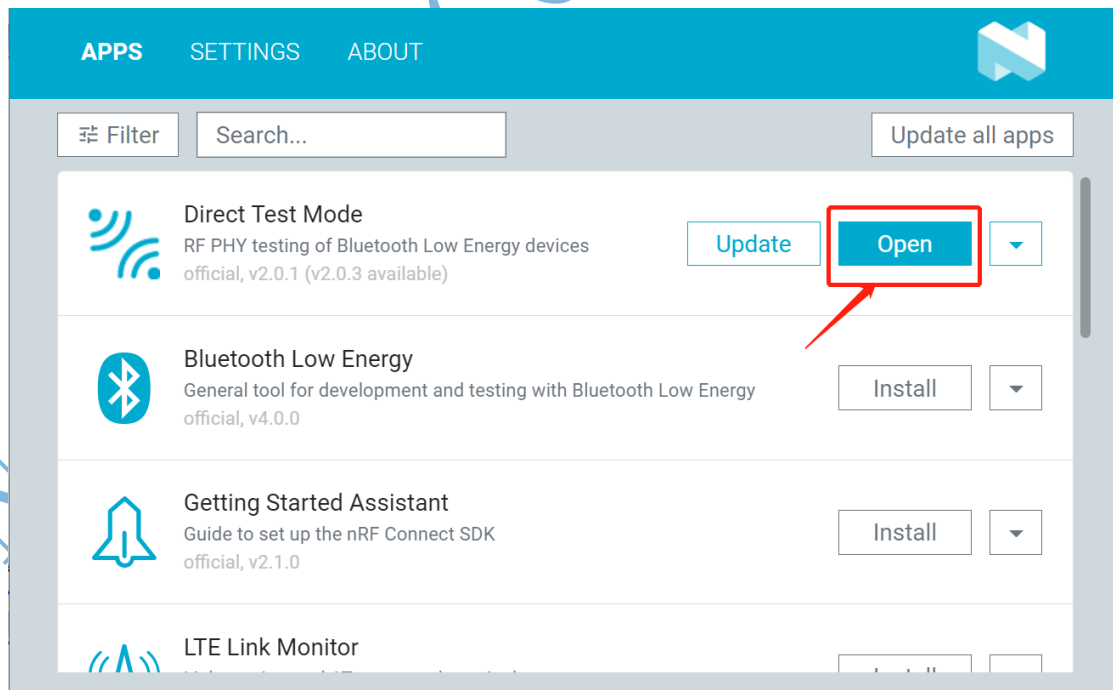 APPS SETTINGS ABOUT
Filter Search... Update all apps
Direct Test Mode
RF PHY testing of Bluetooth Low Energy devices
official, v2.0.1 (v2.0.3 available)
Update Open
Bluetooth Low Energy
General tool for development and testing with Bluetooth Low Energy
official, v4.0.0
Install
Getting Started Assistant
Guide to set up the nRF Connect SDK
official, v2.1.0
Install
LTE Link Monitor